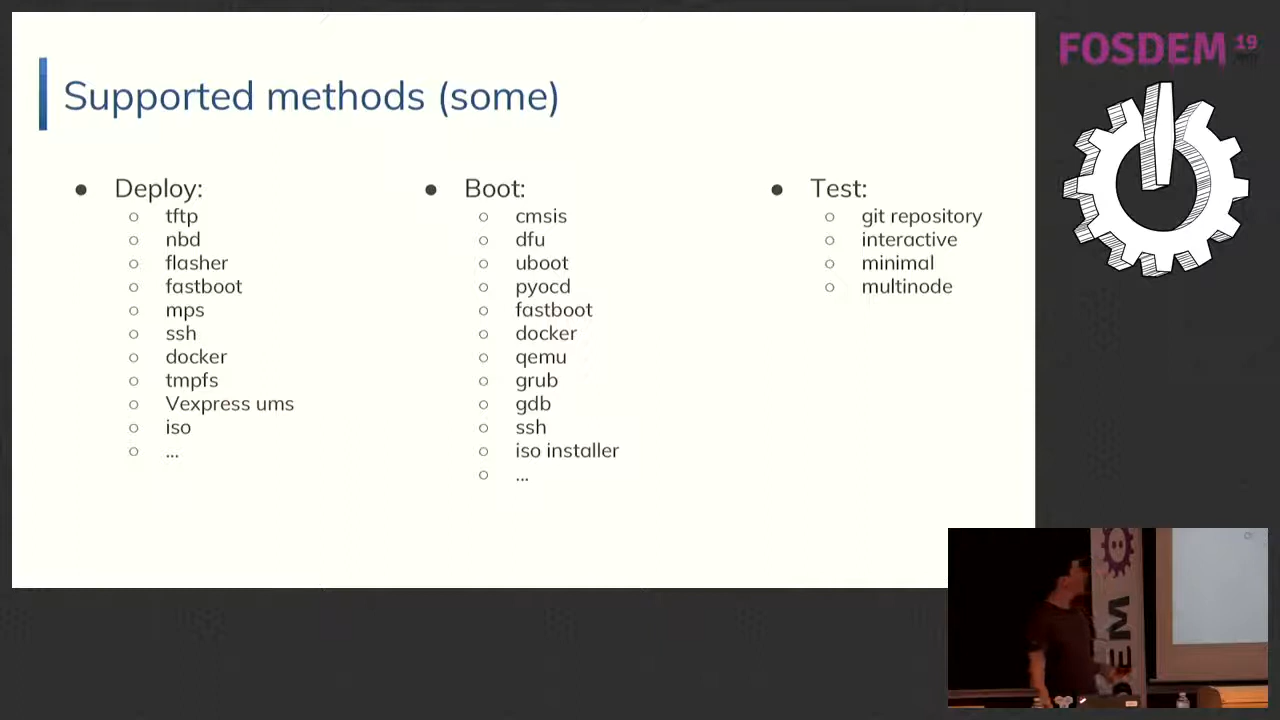 Supported methods (some)
Deploy:
tftp
nbd
flasher
fastboot
mps
ssh
docker
tmpfs
Vexpress ums
iso
...
Boot:
cmsis
dfu
uboot
pyocd
fastboot
docker
qemu
grub
gdb
ssh
iso installer
...
Test:
git repository
interactive
minimal
multinode
FOSDEM 19
DEM